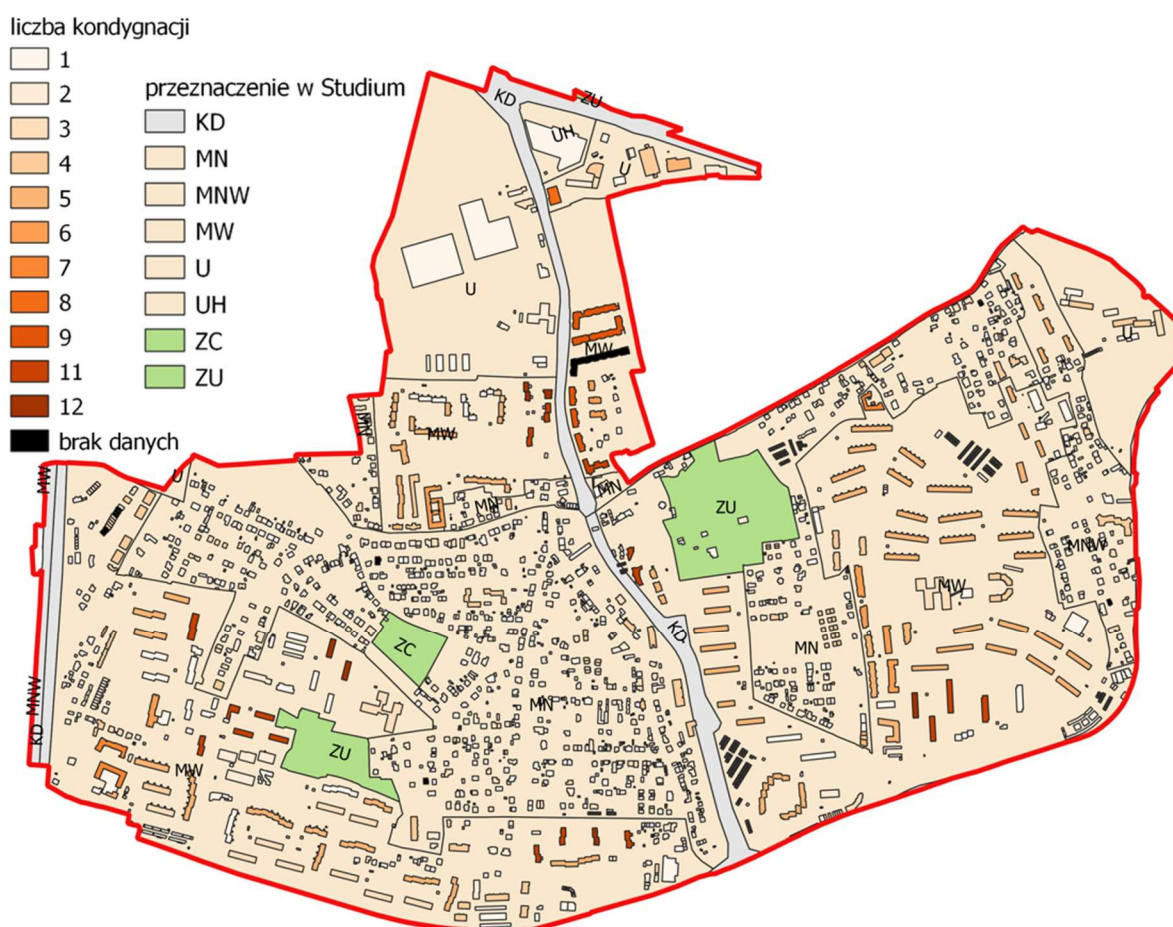 liczba kondygnacji
1
2
3
4
5
6
7
8
9
11
12
brak danych
przeznaczenie w Studium
KD
MN
MNW
MW
U
UH
ZC
ZU
KD
ZU
UH
U
U
MW
U
MN
MW
MN
MN
MW
U
ZU
MNW
MW
ZC
KD
MN
MN
MNW
KD
ZU
MW